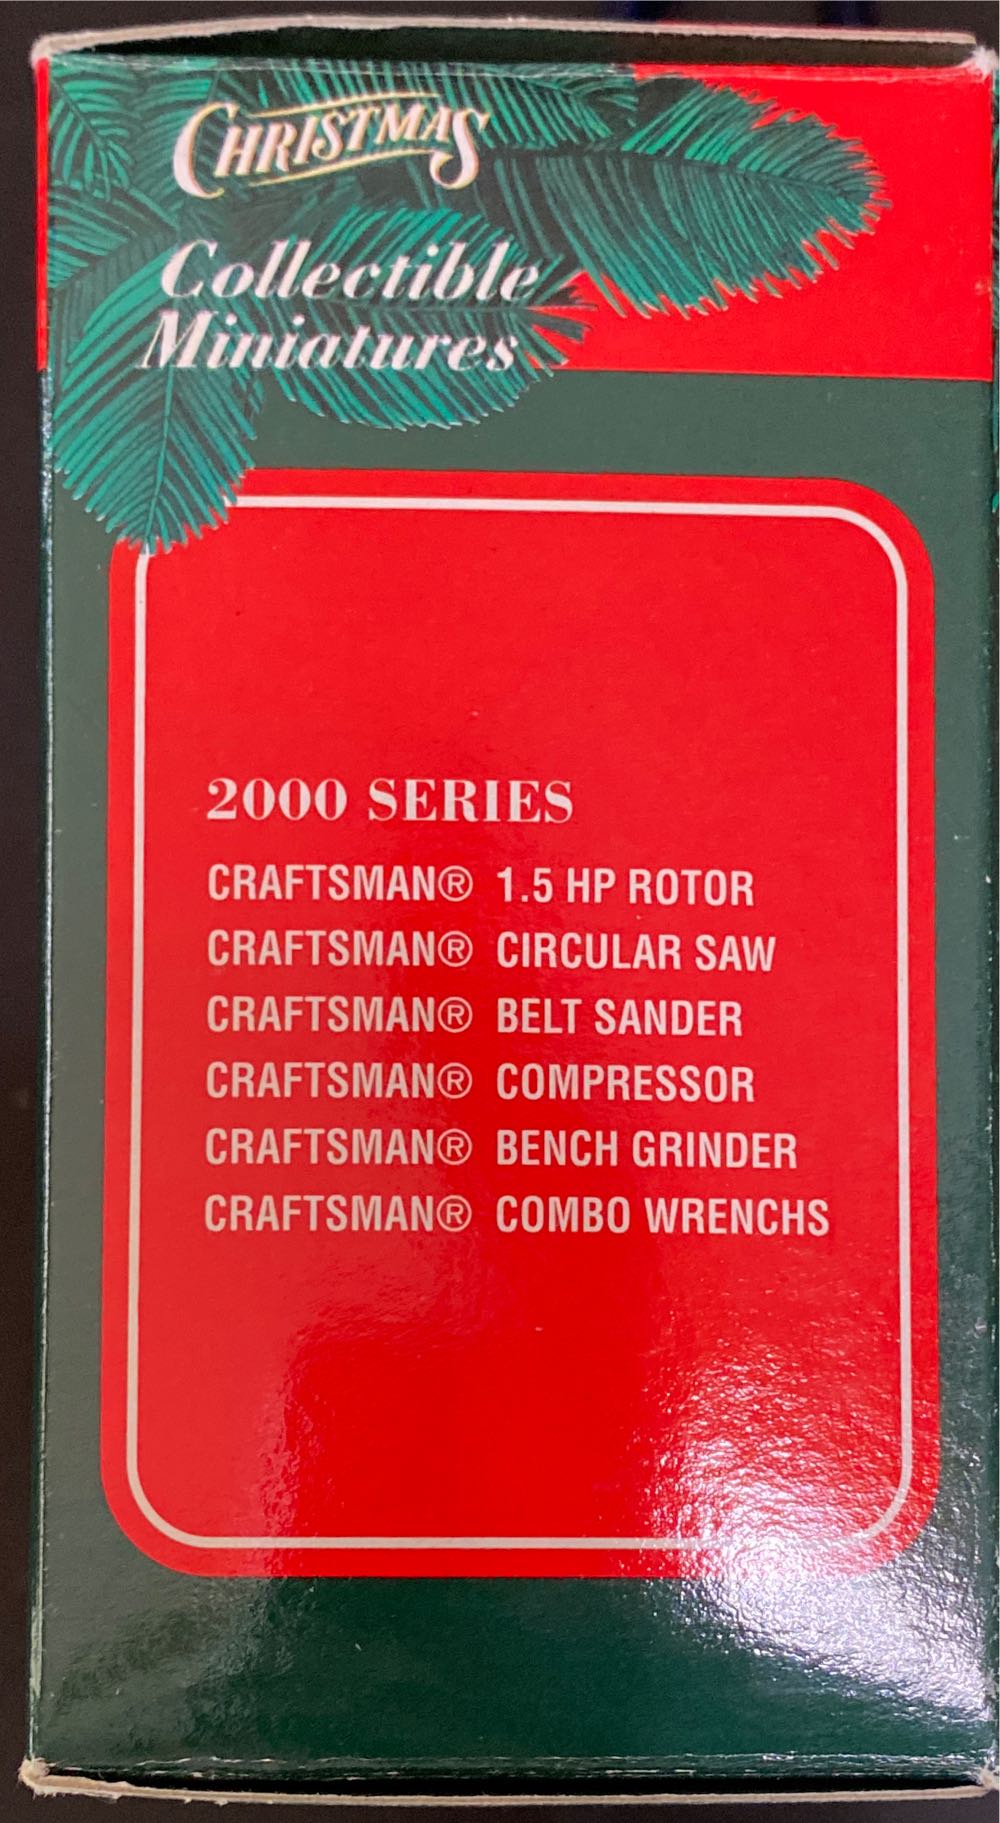 CHRISTMAS
Collectible
Miniatures
2000 SERIES
CRAFTSMAN® 1.5 HP ROTOR
CRAFTSMAN® CIRCULAR SAW
CRAFTSMAN® BELT SANDER
CRAFTSMAN® COMPRESSOR
CRAFTSMAN® BENCH GRINDER
CRAFTSMAN® COMBO WRENCHS